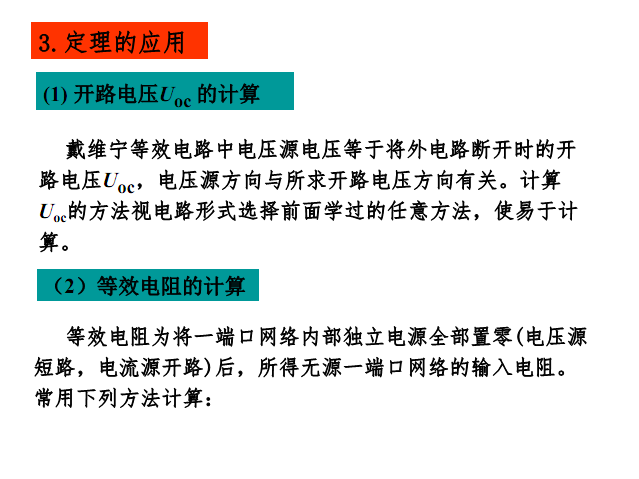 3. 定理的应用
(1) 开路电压Uoc 的计算
戴维宁等效电路中电压源电压等于将外电路断开时的开
路电压Uoc，电压源方向与所求开路电压方向有关。计算
Uoc的方法视电路形式选择前面学过的任意方法，使易于计
算。
（2）等效电阻的计算
等效电阻为将一端口网络内部独立电源全部置零(电压源
短路，电流源开路)后，所得无源一端口网络的输入电阻。
常用下列方法计算：